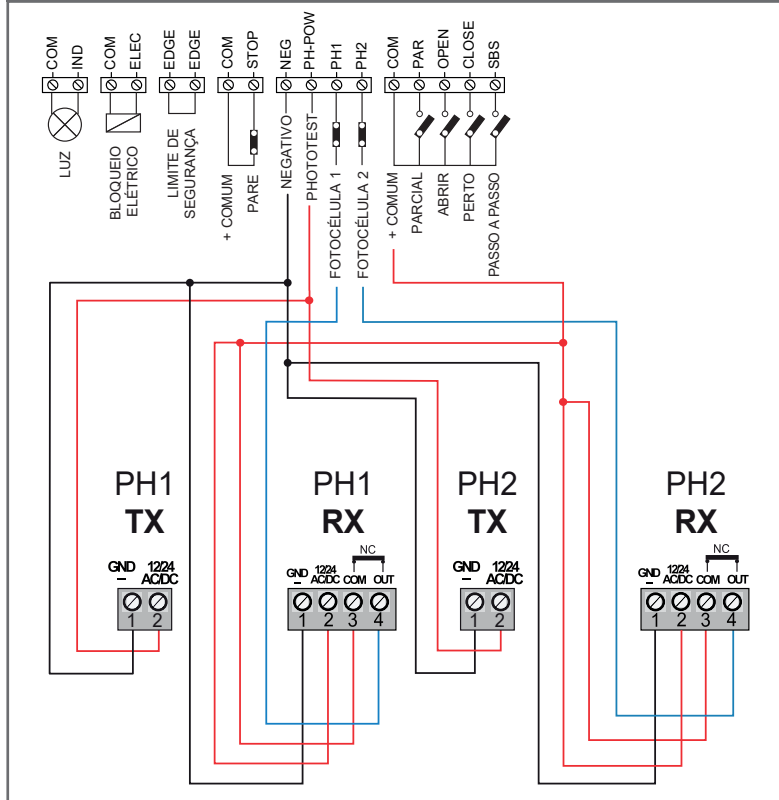 COM
IND
COM
ELEC
EDGE
EDGE
COM
STOP
NEG
PH-POW
PH1
PH2
COM
PAR
OPEN
CLOSE
SBS
LUZ
BLOQUEIO
ELÉTRICO
LIMITE DE
SEGURANÇA
+ COMUM
PARE
NEGATIVO
PHOTOTEST
FOTOCÉLULA 1
FOTOCÉLULA 2
+ COMUM
PARCIAL
ABRIR
PERTO
PASSO A PASSO
PH1
TX
GND
–
12/24
AC/DC
1 2
PH1
RX
NC
GND
–
12/24
AC/DC
COM
OUT
1 2 3 4
PH2
TX
GND
–
12/24
AC/DC
1 2
PH2
RX
NC
GND
–
12/24
AC/DC
COM
OUT
1 2 3 4